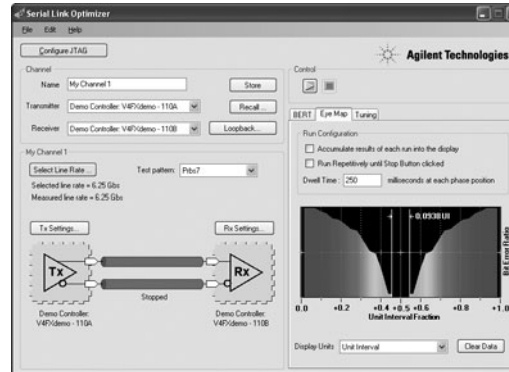 Serial Link Optimizer
File Edit Help
Configure JTAG
Agilent Technologies
Channel
Name My Channel 1 Store
Transmitter Demo Controller: V4FXdemo - 110A Recall ...
Receiver Demo Controller: V4FXdemo - 110B Loopback...
My Channel 1
Select Line Rate ... Test pattern: Prbs7
Selected line rate = 6.25 Gbs
Measured line rate = 6.25 Gbs
Tx Settings... Rx Settings...
Tx Rx
Stopped
Demo Controller: V4FXdemo - 110A
Demo Controller: V4FXdemo - 110B
Control
BERT Eye Map Tuning
Run Configuration
Accumulate results of each run into the display
Run Repetitively until Stop Button clicked
Dwell Time : 250 milliseconds at each phase position
+0.0938 UI
Bit Error Ratio
0.0 +0.2 +0.4 +0.5 +0.6 +0.8 +1.0
Unit Interval Fraction
Display Units Unit Interval Clear Data